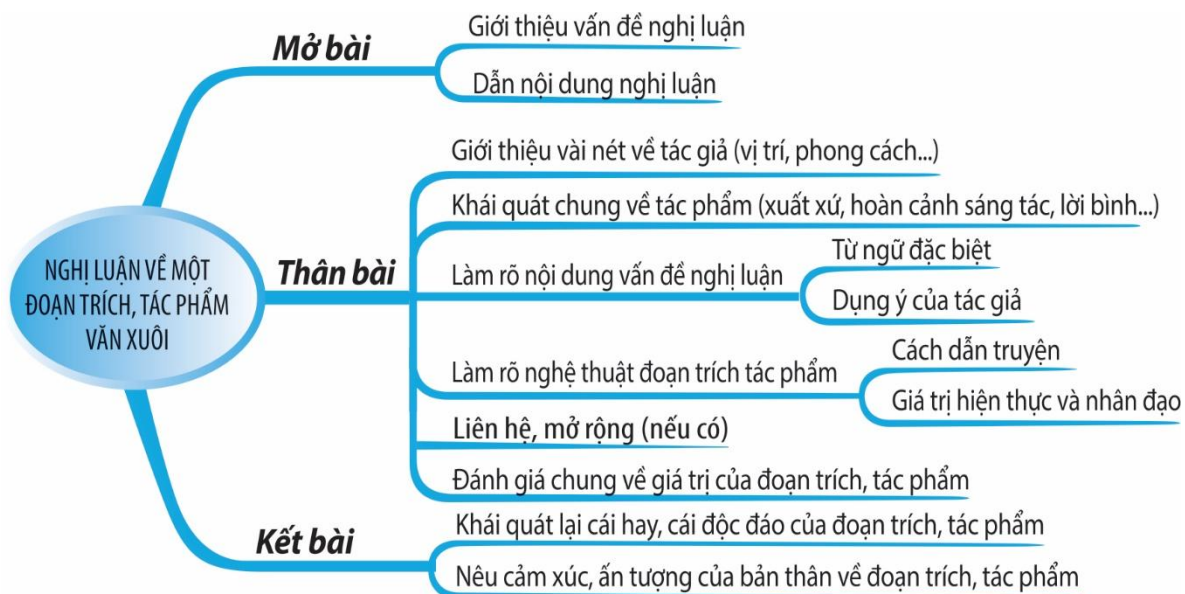 NGHỊ LUẬN VỀ MỘT
ĐOẠN TRÍCH, TÁC PHẨM
VĂN XUÔI
Mở bài
Giới thiệu vấn đề nghị luận
Dẫn nội dung nghị luận
Thân bài
Giới thiệu vài nét về tác giả (vị trí, phong cách...)
Khái quát chung về tác phẩm (xuất xứ, hoàn cảnh sáng tác, lời bình...)
Làm rõ nội dung vấn đề nghị luận
Từ ngữ đặc biệt
Dụng ý của tác giả
Làm rõ nghệ thuật đoạn trích tác phẩm
Cách dẫn truyện
Giá trị hiện thực và nhân đạo
Liên hệ, mở rộng (nếu có)
Đánh giá chung về giá trị của đoạn trích, tác phẩm
Kết bài
Khái quát lại cái hay, cái độc đáo của đoạn trích, tác phẩm
Nêu cảm xúc, ấn tượng của bản thân về đoạn trích, tác phẩm